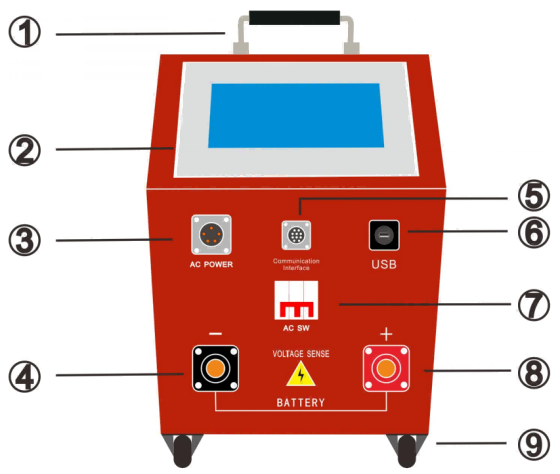 ①
②
③
④
⑤
⑥
⑦
⑧
⑨
AC POWER
Communication
Interface
USB
AC SW
−
+
VOLTAGE SENSE
BATTERY